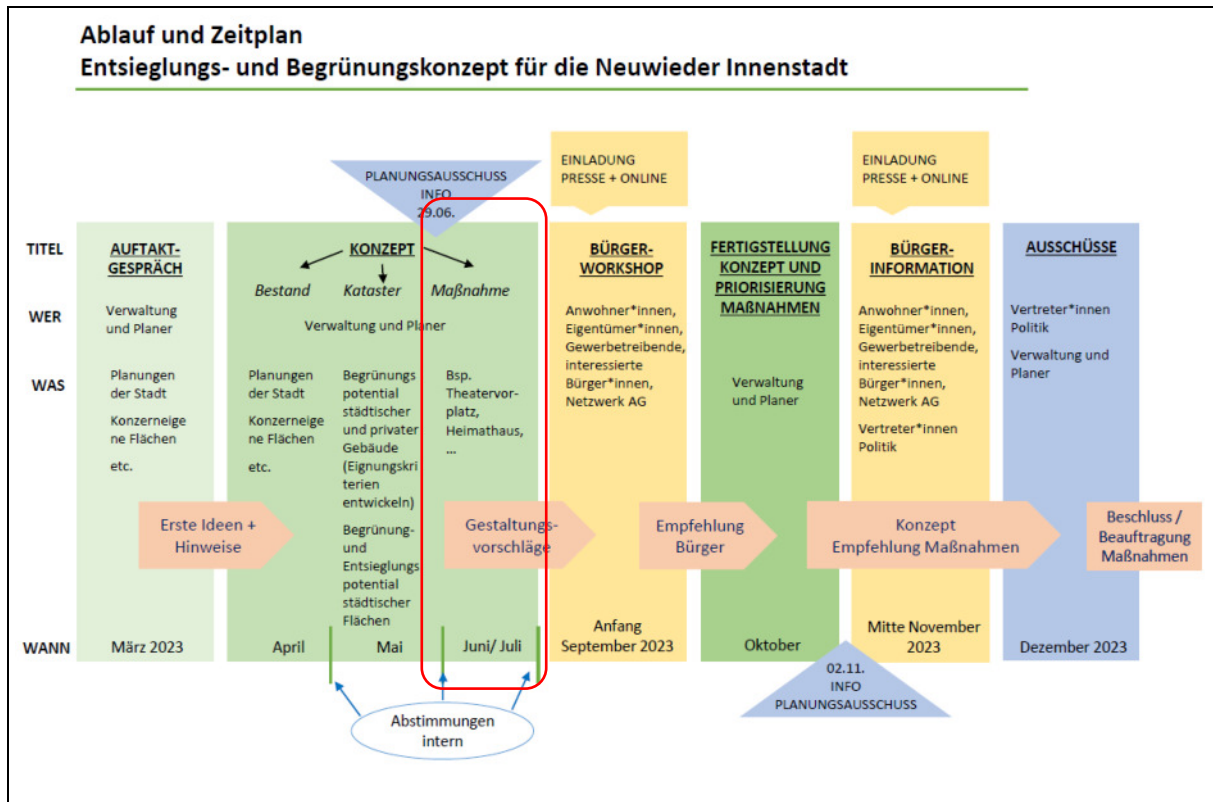 Ablauf und Zeitplan
Entsieglungs- und Begrünungskonzept für die Neuwieder Innenstadt
PLANUNGSAUSSCHUSS
INFO
29.06.
EINLADUNG
PRESSE + ONLINE
EINLADUNG
PRESSE + ONLINE
TITEL
AUFTAKT-
GESPRÄCH
KONZEPT
Bestand
Kataster
Maßnahme
BÜRGER-
WORKSHOP
FERTIGSTELLUNG
KONZEPT UND
PRIORISIERUNG
MAßNAHMEN
BÜRGER-
INFORMATION
AUSSCHÜSSE
WER
Verwaltung
und Planer
Verwaltung und Planer
Anwohner*innen,
Eigentümer*innen,
Gewerbetreibende,
interessierte
Bürger*innen,
Netzwerk AG
Verwaltung
und Planer
Anwohner*innen,
Eigentümer*innen,
Gewerbetreibende,
interessierte
Bürger*innen,
Netzwerk AG
Vertreter*innen
Politik
Vertreter*innen
Politik
Verwaltung und
Planer
WAS
Planungen
der Stadt
Konzerneige
ne Flächen
etc.
Planungen
der Stadt
Konzerneige
ne Flächen
etc.
Begrünungs
potential
städtischer
und privater
Gebäude
(Eignungskri
terien
entwickeln)
Begrünung-
und
Entsieglungs
potential
städtischer
Flächen
Bsp.
Theatervor-
platz,
Heimathaus,
...
Erste Ideen +
Hinweise
Gestaltungs-
vorschläge
Empfehlung
Bürger
Konzept
Empfehlung Maßnahmen
Beschluss /
Beauftragung
Maßnahmen
WANN
März 2023
April
Mai
Juni/ Juli
Anfang
September 2023
Oktober
Mitte November
2023
Dezember 2023
Abstimmungen
intern
02.11.
INFO
PLANUNGSAUSSCHUSS